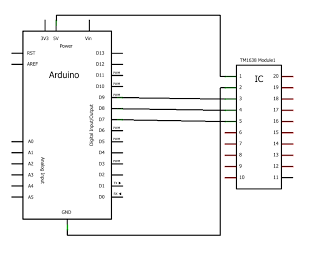 TM1638 Module1
3V3 5V Vin
Power
RST D13
AREF D12
Arduino D11 PWM
D10 PWM
D9 PWM
D8
D7
D6 PWM
A0 D5 PWM
A1 D4
A2 D3 PWM
A3 D2
A4 D1 TX
A5 D0 RX
Analog Input
Digital Input/Output
GND
IC
1 20
2 19
3 18
4 17
5 16
6 15
7 14
8 13
9 12
10 11